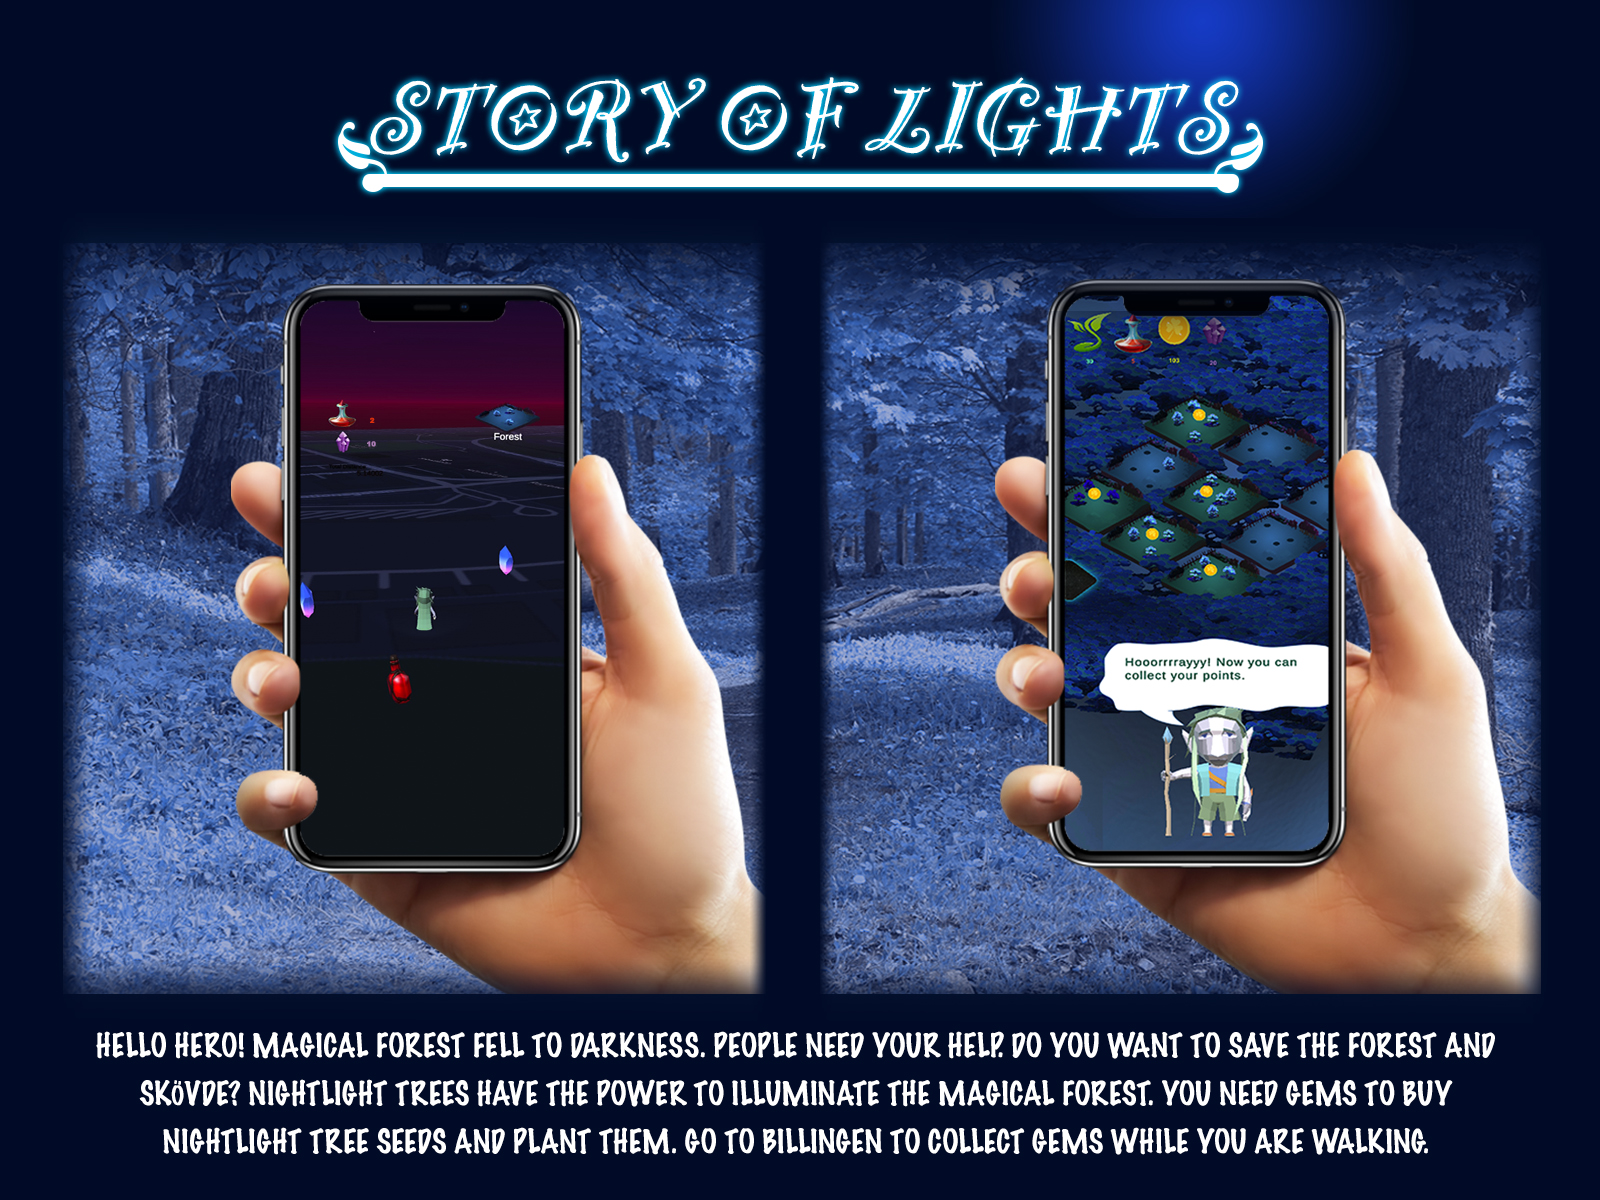 STORY OF LIGHTS
2
10
Forest
33
5
103
20
Hooorrrrayyy! Now you can
collect your points.
HELLO HERO! MAGICAL FOREST FELL TO DARKNESS. PEOPLE NEED YOUR HELP. DO YOU WANT TO SAVE THE FOREST AND
SKÖVDE? NIGHTLIGHT TREES HAVE THE POWER TO ILLUMINATE THE MAGICAL FOREST. YOU NEED GEMS TO BUY
NIGHTLIGHT TREE SEEDS AND PLANT THEM. GO TO BILLINGEN TO COLLECT GEMS WHILE YOU ARE WALKING.